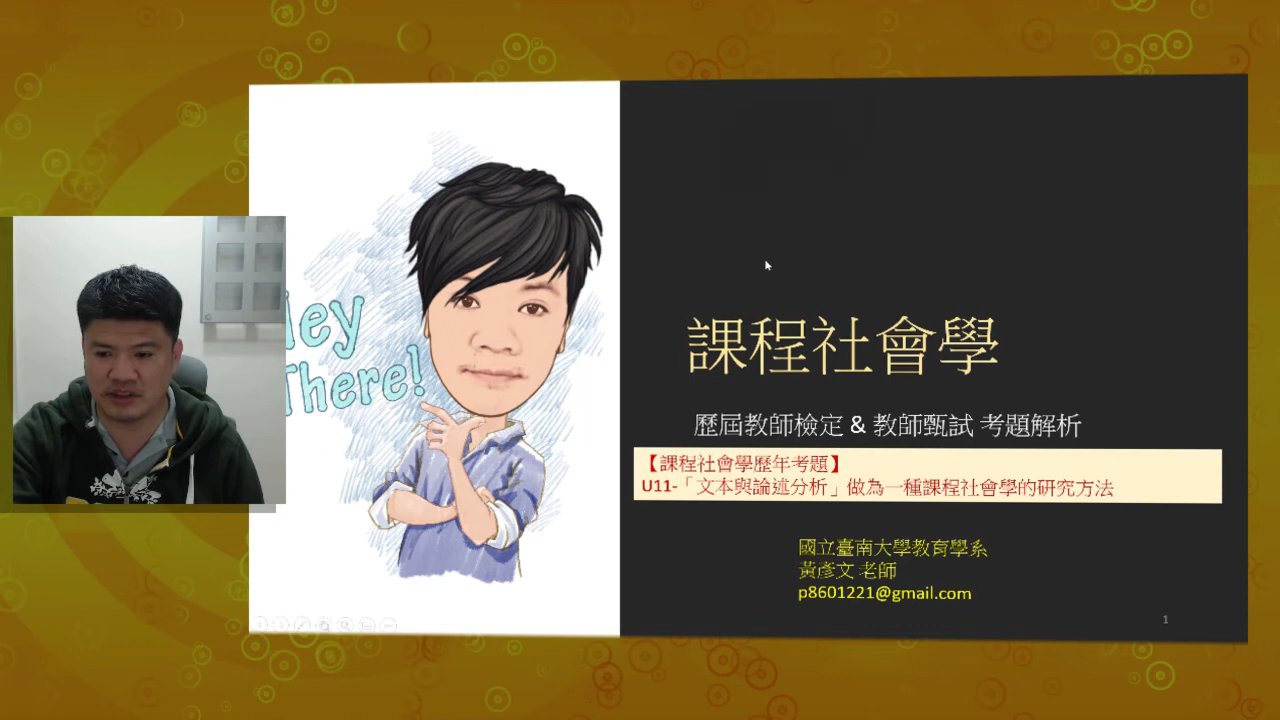 Hey
There!
課程社會學
歷屆教師檢定 & 教師甄試 考題解析
【課程社會學歷年考題】
U11-「文本與論述分析」做為一種課程社會學的研究方法
國立臺南大學教育學系
黃彥文 老師
p8601221@gmail.com
1